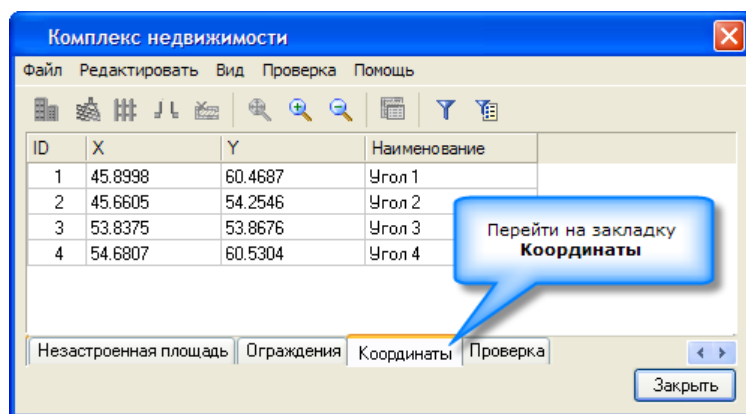 Комплекс недвижимости
Файл Редактировать Вид Проверка Помощь
ID X Y Наименование
1 45.8998 60.4687 Угол 1
2 45.6605 54.2546 Угол 2
3 53.8375 53.8676 Угол 3
4 54.6807 60.5304 Угол 4
Перейти на закладку
Координаты
Незастроенная площадь Ограждения Координаты Проверка
Закрыть